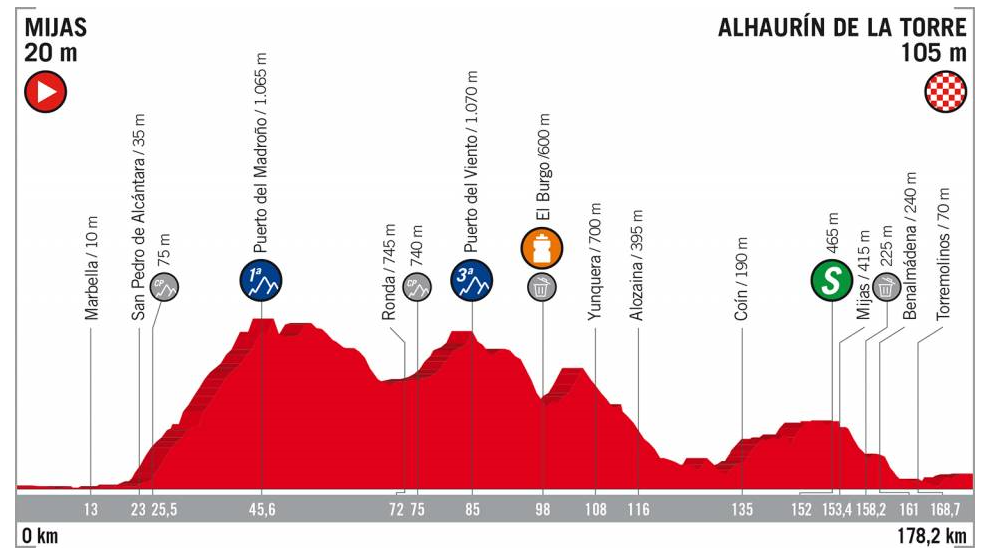 MIJAS
20 m
ALHAURÍN DE LA TORRE
105 m
Marbella / 10 m
San Pedro de Alcántara / 35 m
CP
75 m
Puerto del Madroño / 1.065 m
1ª
Ronda / 745 m
CP
740 m
Puerto del Viento / 1.070 m
3ª
El Burgo /600 m
Yunquera / 700 m
Alozaina / 395 m
Coín / 190 m
S
465 m
Mijas / 415 m
225 m
Benalmádena / 240 m
Torremolinos / 70 m
13
23
25,5
45,6
72
75
85
98
108
116
135
152
153,4
158,2
161
168,7
0 km
178,2 km